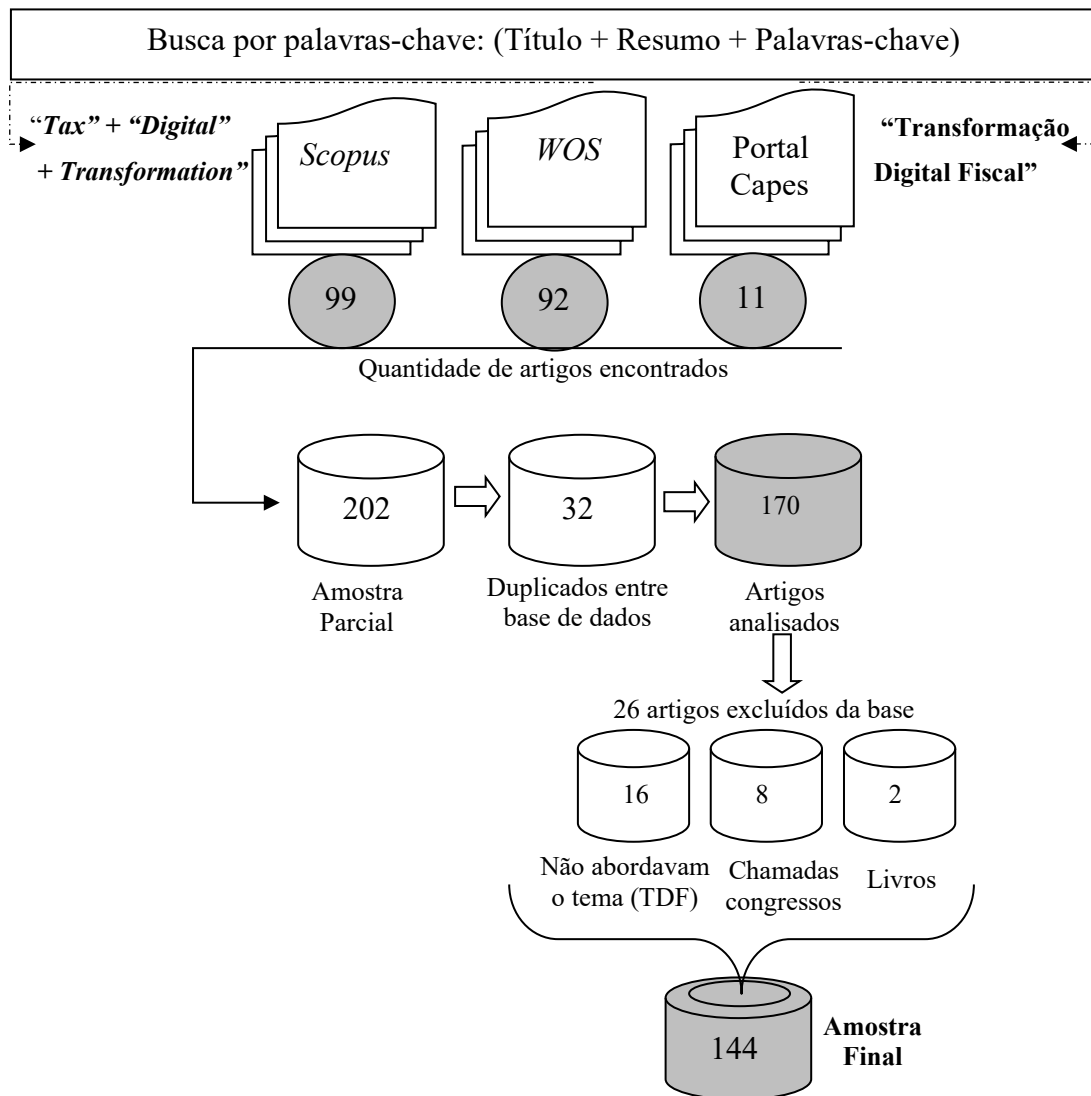 Busca por palavras-chave: (Título + Resumo + Palavras-chave)
“Tax” + “Digital”
+ Transformation”
Scopus
WOS
Portal
Capes
“Transformação
Digital Fiscal”
99
92
11
Quantidade de artigos encontrados
202
32
170
Amostra
Parcial
Duplicados entre
base de dados
Artigos
analisados
26 artigos excluídos da base
16
8
2
Não abordavam
o tema (TDF)
Chamadas
congressos
Livros
144
Amostra
Final